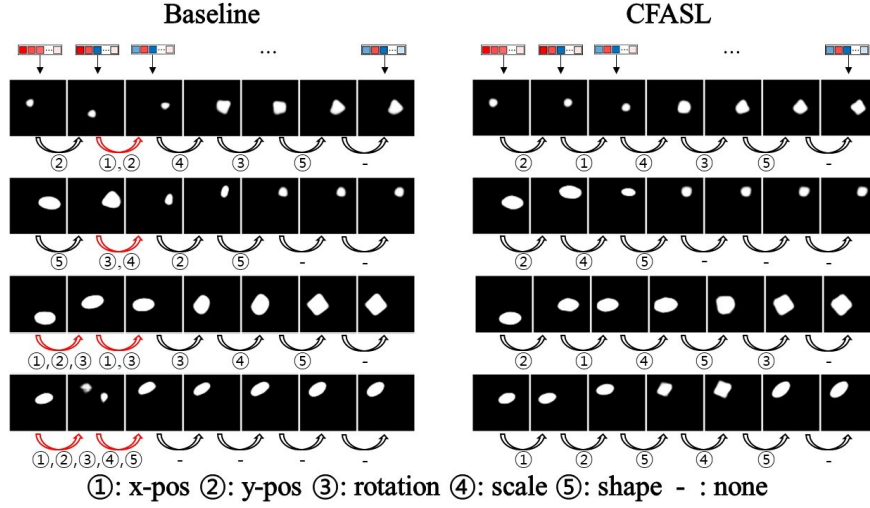 Baseline CFASL
... ...
② ①,② ④ ③ ⑤ - ② ① ④ ③ ⑤ -
⑤ ③,④ ② ⑤ - - ② ④ ⑤ - - -
①,②,③ ①,③ ③ ④ ⑤ - ② ① ④ ⑤ ③ -
①,②,③,④,⑤ - - - - ① ② ⑤ ④ ⑤ -
①: x-pos ②: y-pos ③: rotation ④: scale ⑤: shape - : none